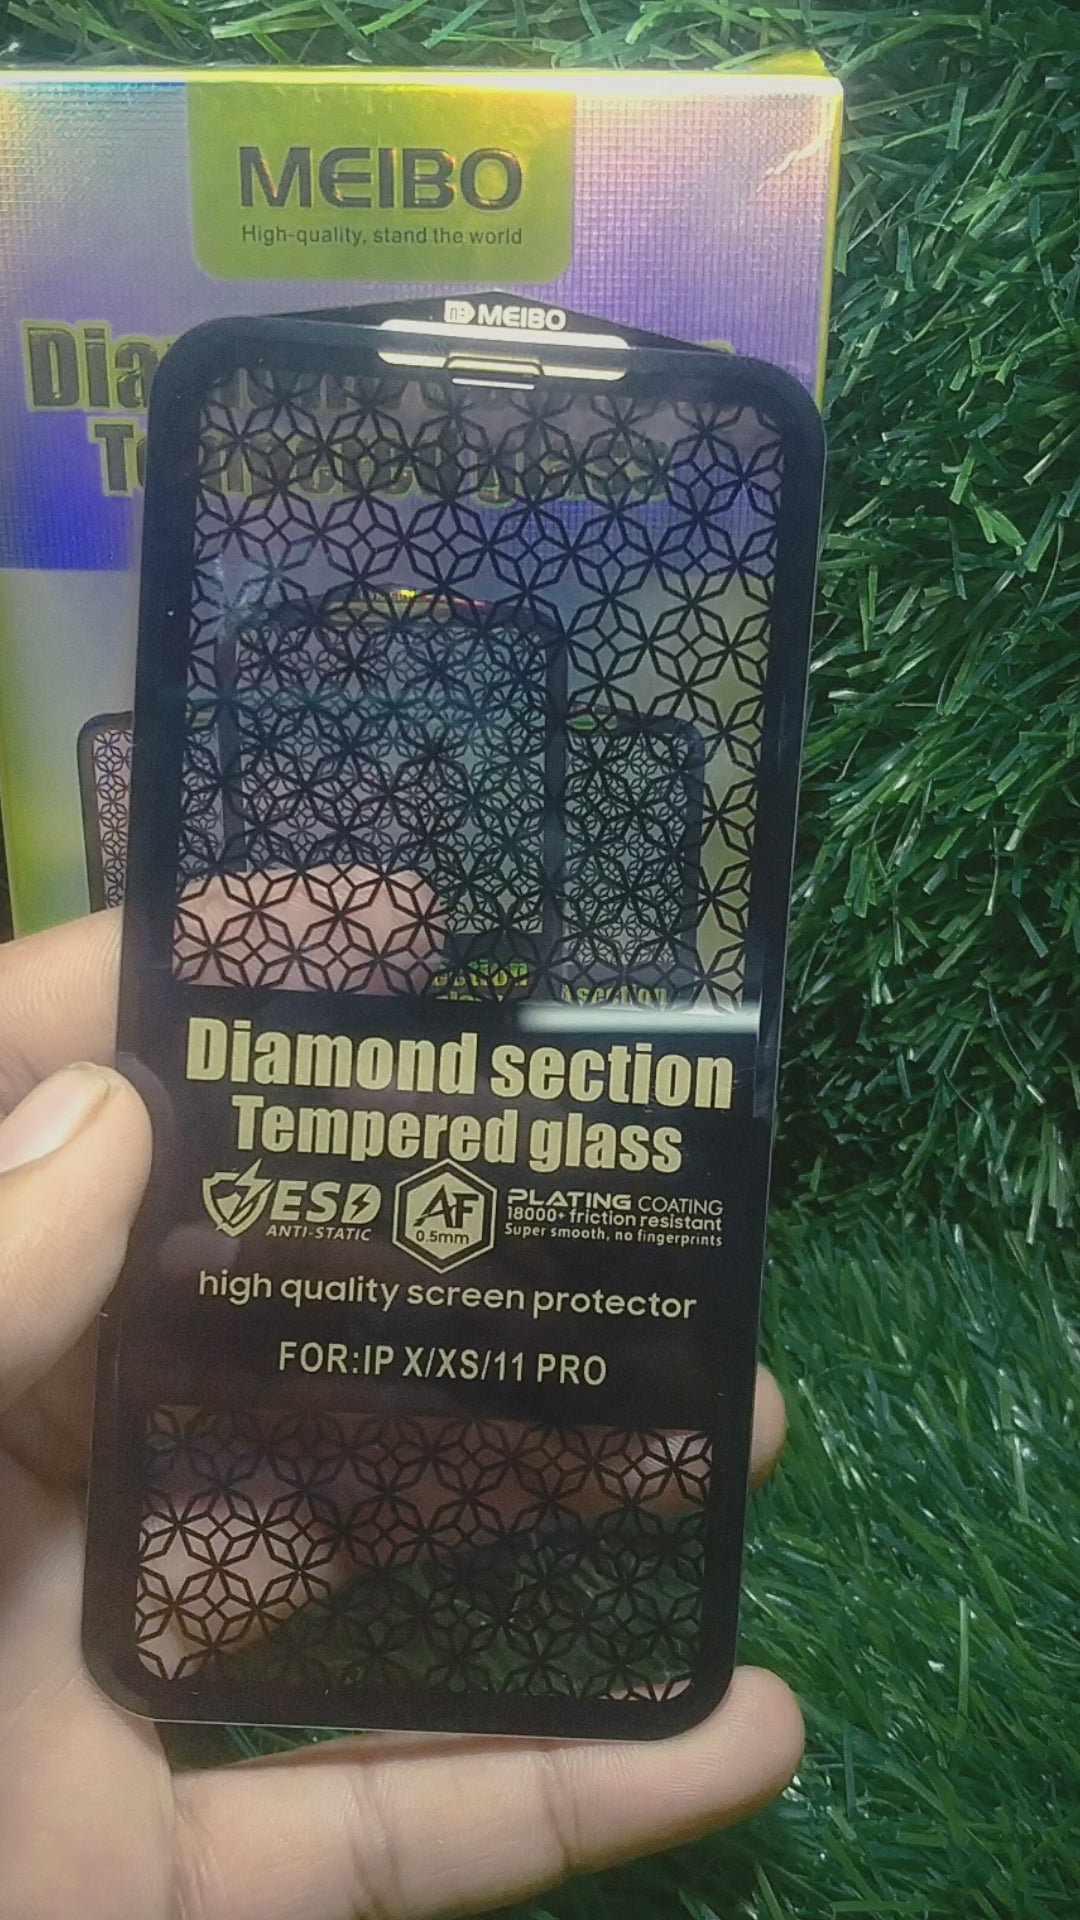 MEIBO
High-quality, stand the world
MEIBO
Diamond section
Tempered glass
ESD
ANTI-STATIC
AF
0.5mm
PLATING COATING
18000+ friction resistant
Super smooth, no fingerprints
high quality screen protector
FOR:IP X/XS/11 PRO